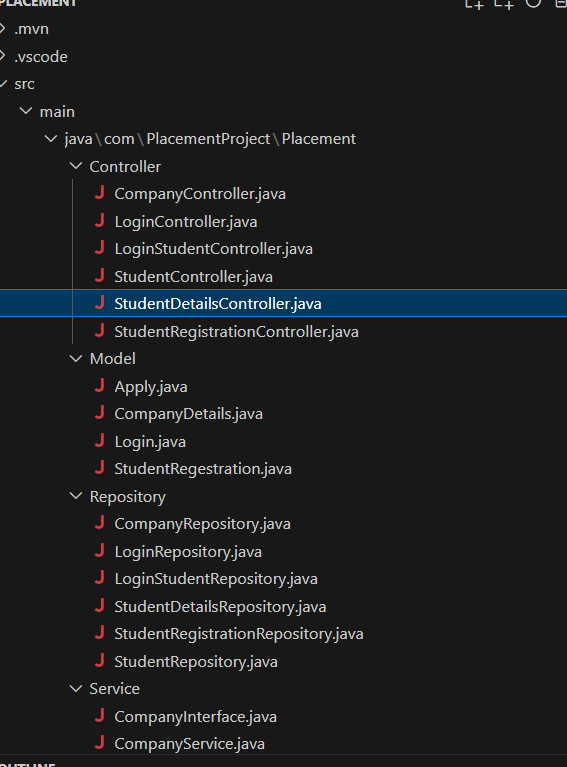 PLACEMENT
.mvn
.vscode
src
main
java\com\PlacementProject\Placement
Controller
CompanyController.java
LoginController.java
LoginStudentController.java
StudentController.java
StudentDetailsController.java
StudentRegistrationController.java
Model
Apply.java
CompanyDetails.java
Login.java
StudentRegestration.java
Repository
CompanyRepository.java
LoginRepository.java
LoginStudentRepository.java
StudentDetailsRepository.java
StudentRegistrationRepository.java
StudentRepository.java
Service
CompanyInterface.java
CompanyService.java
OUTLINE